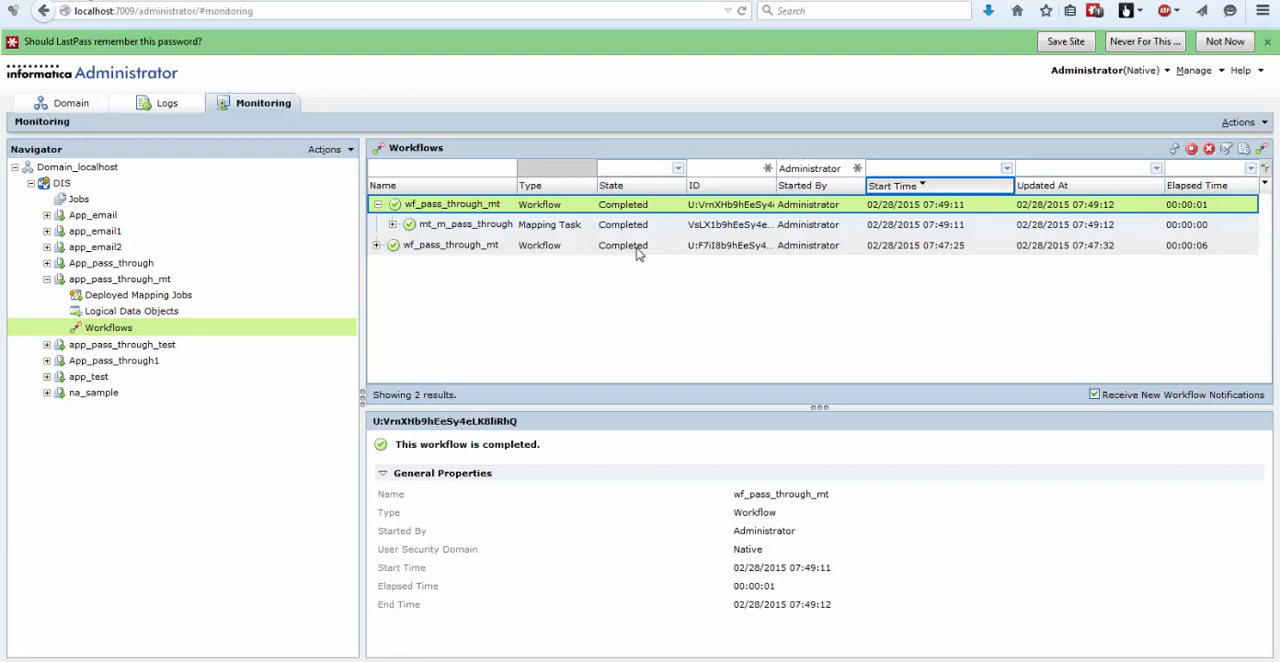 localhost:7009/administrator/#monitoring
Search
Should LastPass remember this password?
Save Site
Never For This ...
Not Now
informatica Administrator
Administrator(Native)
Manage
Help
Domain
Logs
Monitoring
Monitoring
Actions
Navigator
Actions
Domain_localhost
DIS
Jobs
App_email
app_email1
App_email2
App_pass_through
app_pass_through_mt
Deployed Mapping Jobs
Logical Data Objects
Workflows
app_pass_through_test
App_pass_through1
app_test
na_sample
Workflows
Administrator
Name Type State ID Started By Start Time Updated At Elapsed Time
wf_pass_through_mt Workflow Completed U:VrnXHb9hEeSy4 Administrator 02/28/2015 07:49:11 02/28/2015 07:49:12 00:00:01
mt_m_pass_through Mapping Task Completed VsLX1b9hEeSy4e... Administrator 02/28/2015 07:49:11 02/28/2015 07:49:12 00:00:00
wf_pass_through_mt Workflow Completed U:F7iI8b9hEeSy4... Administrator 02/28/2015 07:47:25 02/28/2015 07:47:32 00:00:06
Showing 2 results.
Receive New Workflow Notifications
U:VrnXHb9hEeSy4eLK8liRhQ
This workflow is completed.
General Properties
Name wf_pass_through_mt
Type Workflow
Started By Administrator
User Security Domain Native
Start Time 02/28/2015 07:49:11
Elapsed Time 00:00:01
End Time 02/28/2015 07:49:12